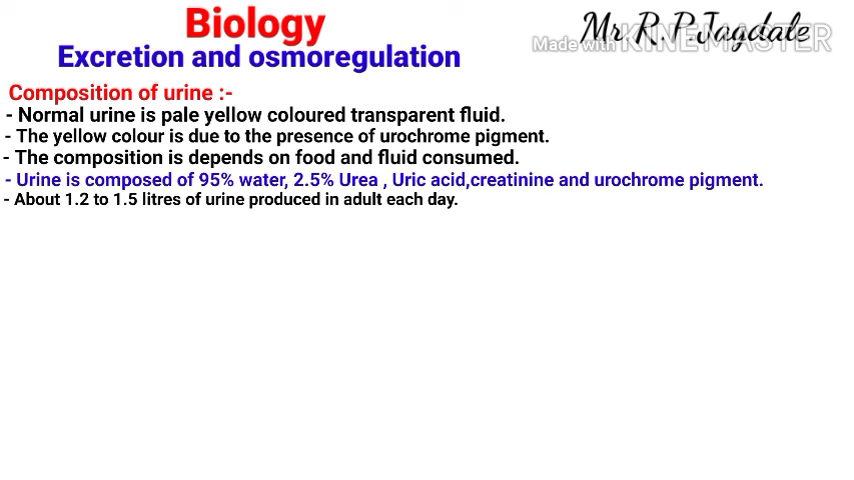 Biology
Mr.R.P.Jagdale
Made with KINEMASTER
Excretion and osmoregulation
Composition of urine :-
- Normal urine is pale yellow coloured transparent fluid.
- The yellow colour is due to the presence of urochrome pigment.
- The composition is depends on food and fluid consumed.
- Urine is composed of 95% water, 2.5% Urea , Uric acid,creatinine and urochrome pigment.
- About 1.2 to 1.5 litres of urine produced in adult each day.